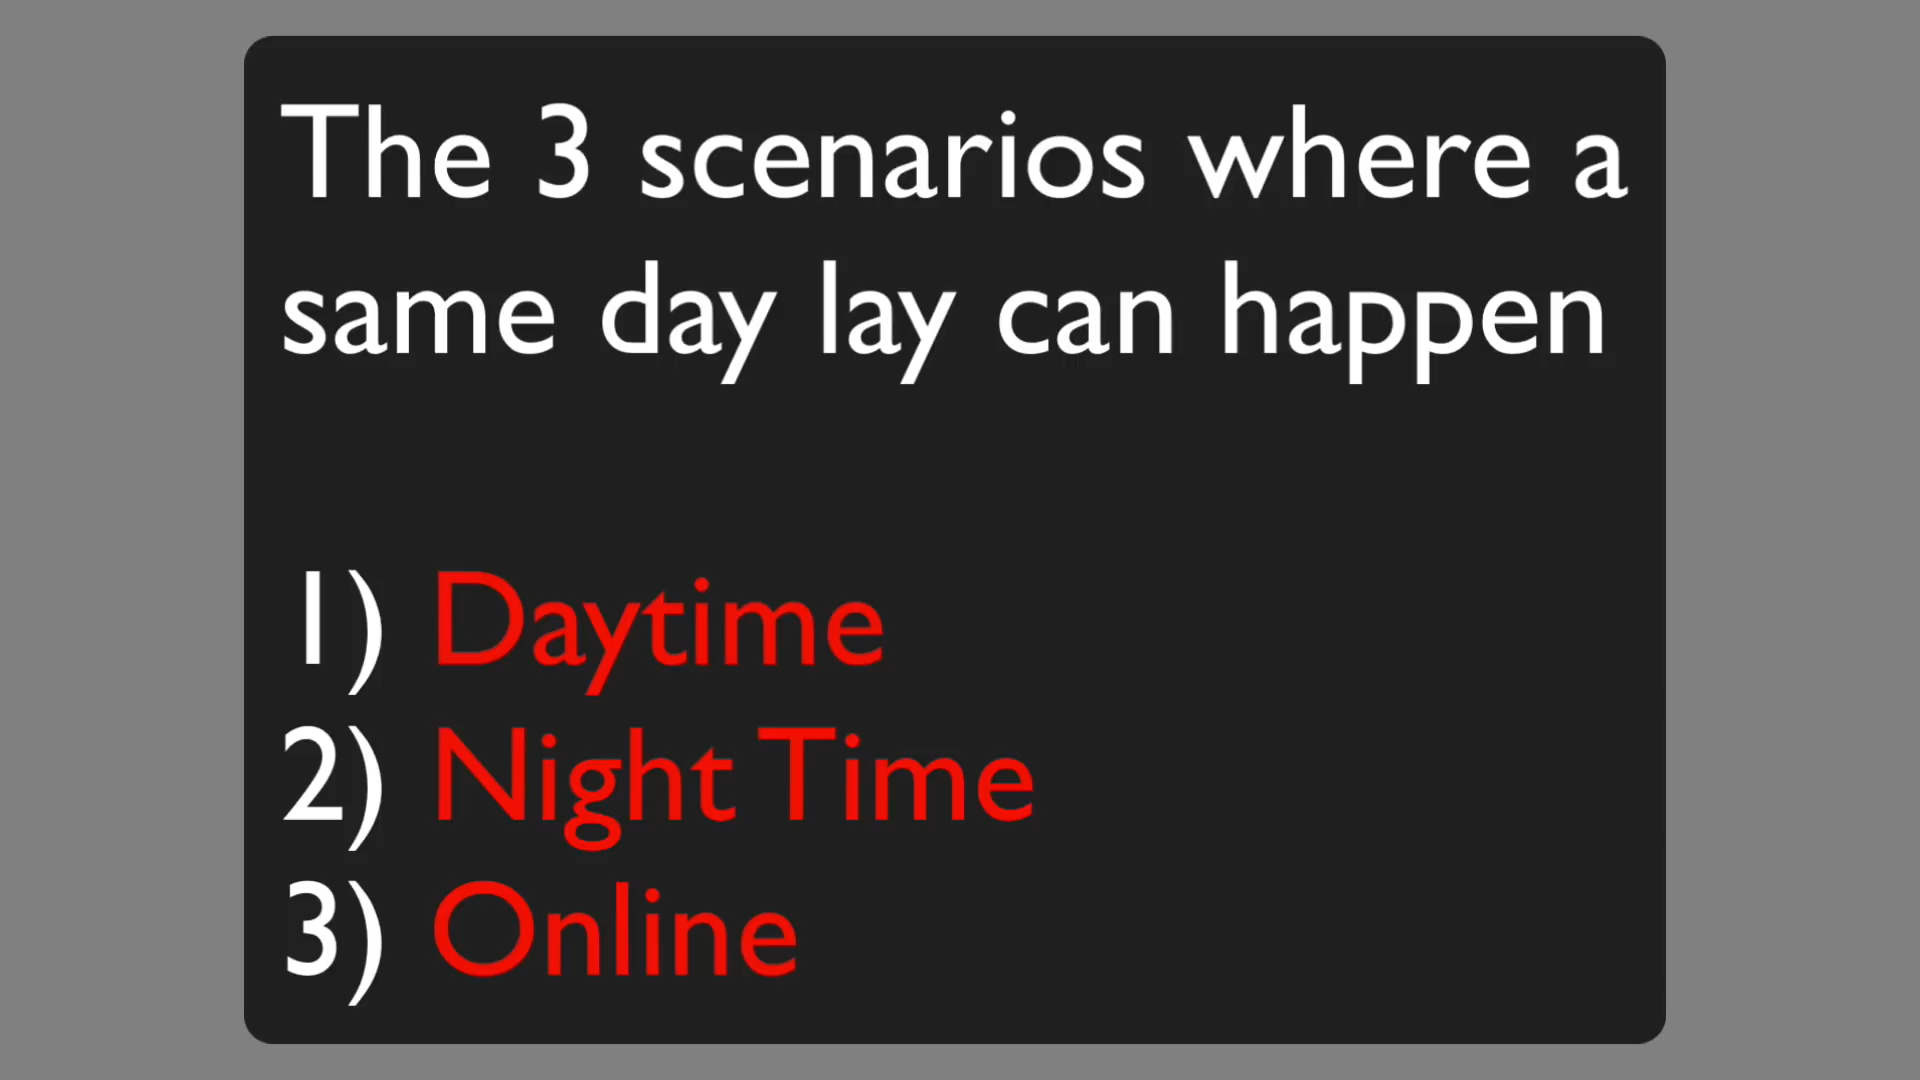 The 3 scenarios where a
same day lay can happen
1) Daytime
2) Night Time
3) Online